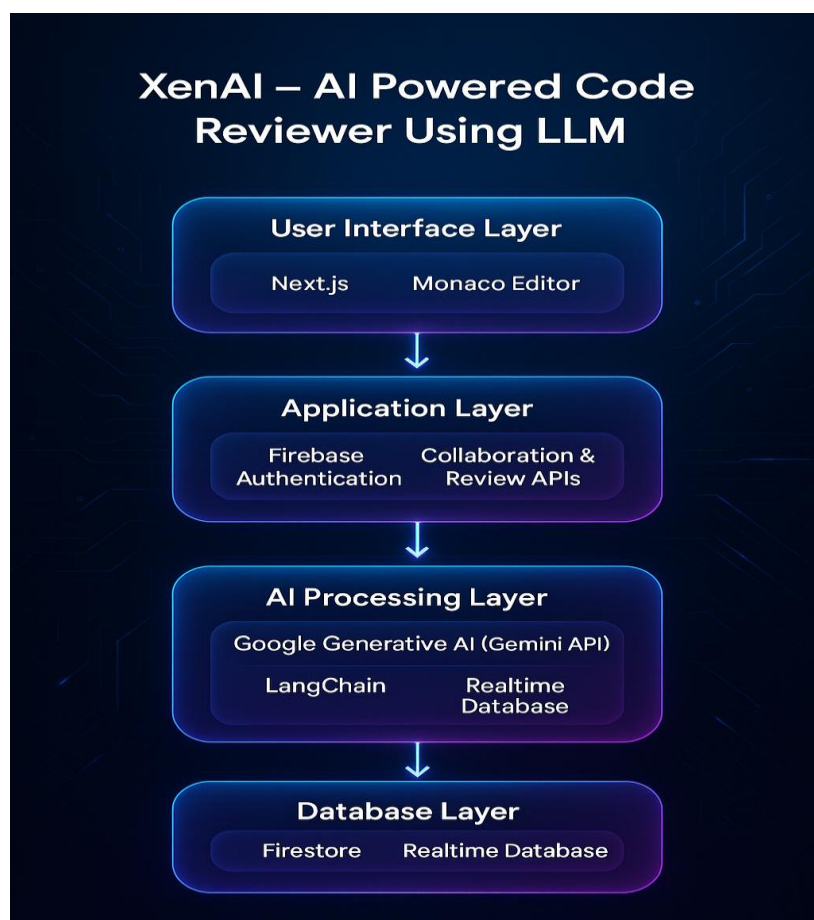 XenAI – AI Powered Code
Reviewer Using LLM
User Interface Layer
Next.js Monaco Editor
Application Layer
Firebase Authentication
Collaboration & Review APIs
AI Processing Layer
Google Generative AI (Gemini API)
LangChain
Realtime Database
Database Layer
Firestore Realtime Database